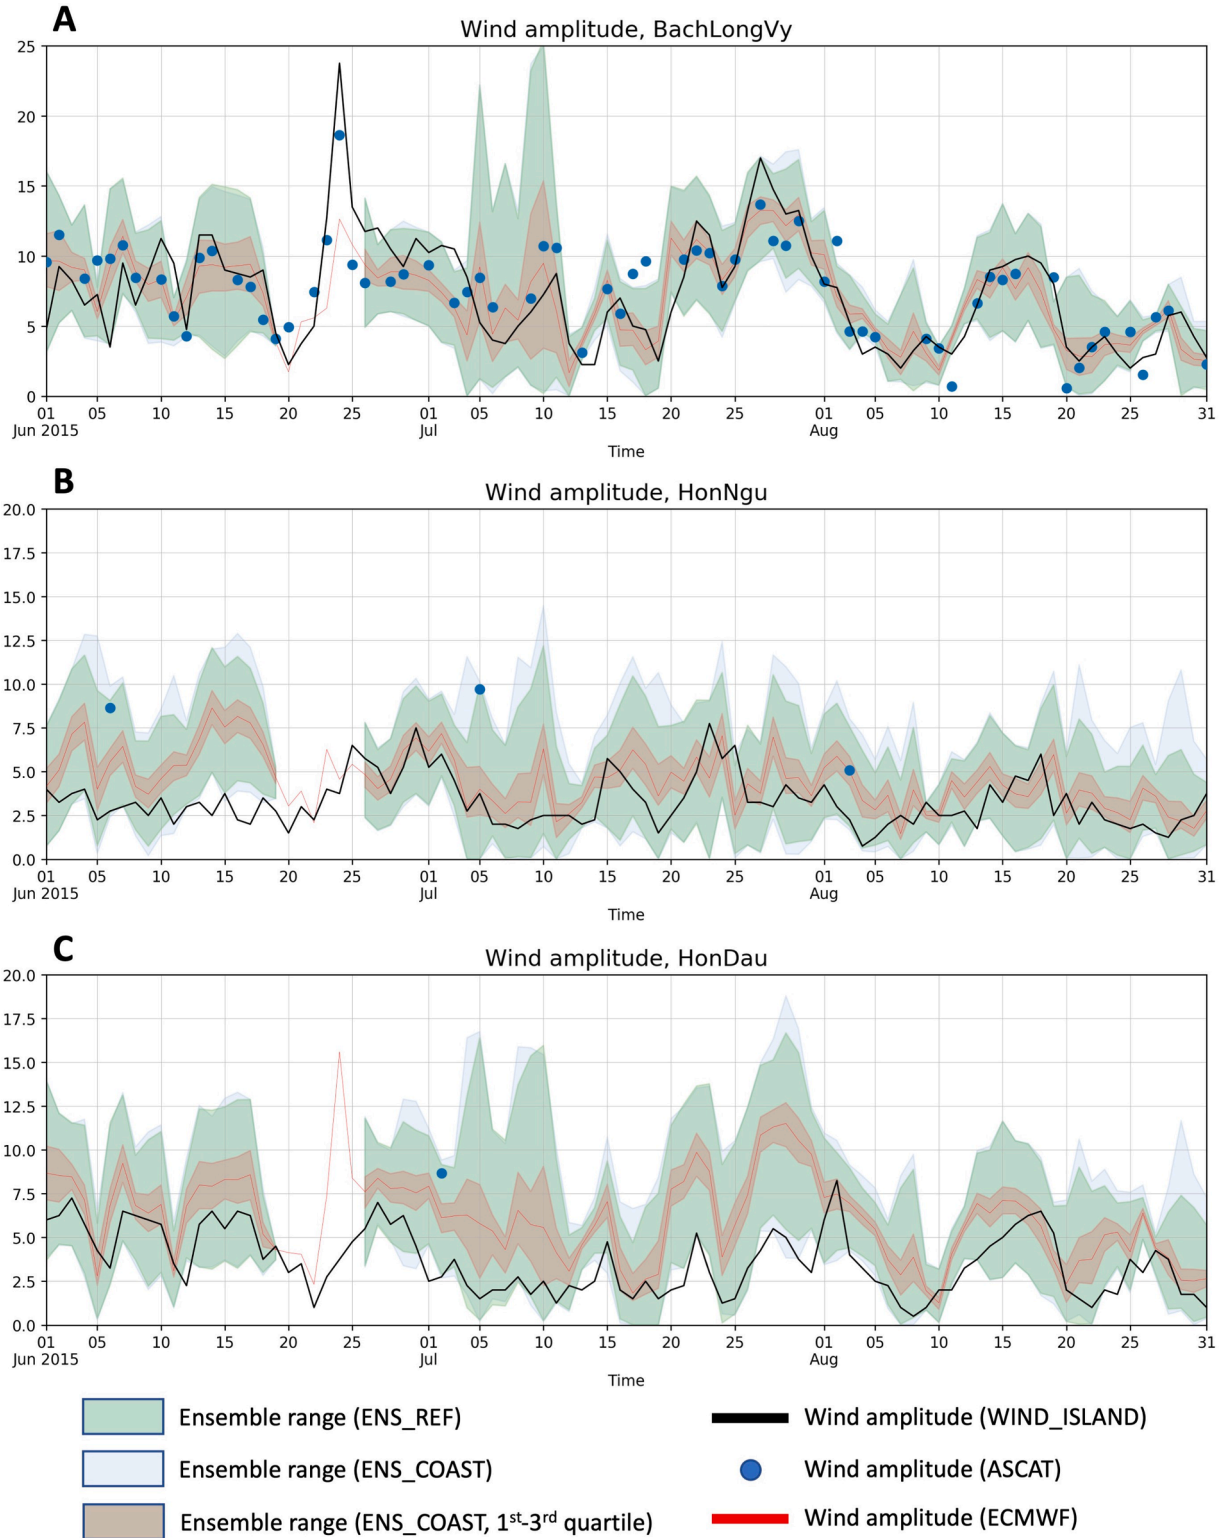 A
Wind amplitude, BachLongVy
25
20
15
10
5
0
01 05 10 15 20 25 01 05 10 15 20 25 01 05 10 15 20 25 31
Jun 2015 Jul Aug
Time
B
Wind amplitude, HonNgu
20.0
17.5
15.0
12.5
10.0
7.5
5.0
2.5
0.0
01 05 10 15 20 25 01 05 10 15 20 25 01 05 10 15 20 25 31
Jun 2015 Jul Aug
Time
C
Wind amplitude, HonDau
20.0
17.5
15.0
12.5
10.0
7.5
5.0
2.5
0.0
01 05 10 15 20 25 01 05 10 15 20 25 01 05 10 15 20 25 31
Jun 2015 Jul Aug
Time
Ensemble range (ENS_REF) Wind amplitude (WIND_ISLAND)
Ensemble range (ENS_COAST) Wind amplitude (ASCAT)
Ensemble range (ENS_COAST, 1st-3rd quartile) Wind amplitude (ECMWF)